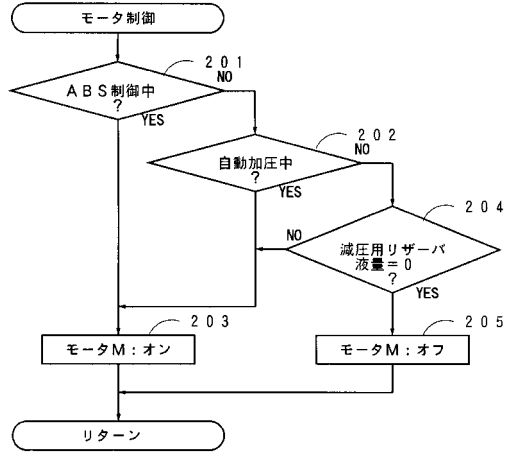 モータ制御
201
ABS制御中
?
NO
YES
202
自動加圧中
?
NO
YES
204
減圧用リザーバ
液量=0
?
NO
YES
203
モータM:オン
205
モータM:オフ
リターン